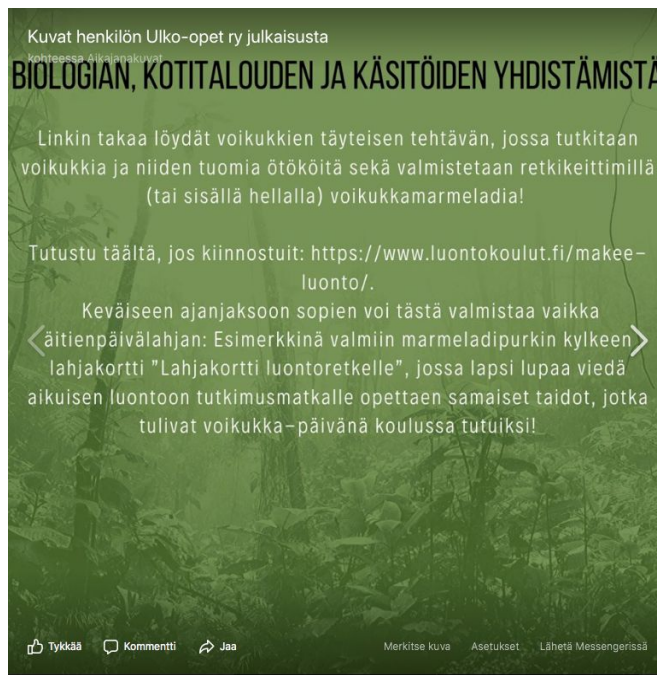 Kuvat henkilön Ulko-opet ry julkaisusta
kohteessa Aikajanakuvat
BIOLOGIAN, KOTITALOUDEN JA KÄSITÖIDEN YHDISTÄMISTÄ
Linkin takaa löydät voikukkien täyteisen tehtävän, jossa tutkitaan
voikukkia ja niiden tuomia ötököitä sekä valmistetaan retkikeittimillä
(tai sisällä hellalla) voikukkamarmeladia!
Tutustu täältä, jos kiinnostuit: https://www.luontokoulut.fi/makee-
luonto/.
Keväiseen ajanjaksoon sopien voi tästä valmistaa vaikka
äitienpäivälahjan: Esimerkkinä valmiin marmeladipurkin kylkeen
lahjakortti ”Lahjakortti luontoretkelle”, jossa lapsi lupaa viedä
aikuisen luontoon tutkimusmatkalle opettaen samaiset taidot, jotka
tulivat voikukka-päivänä koulussa tutuiksi!
Tykkää Kommentti Jaa Merkitse kuva Asetukset Lähetä Messengerissä